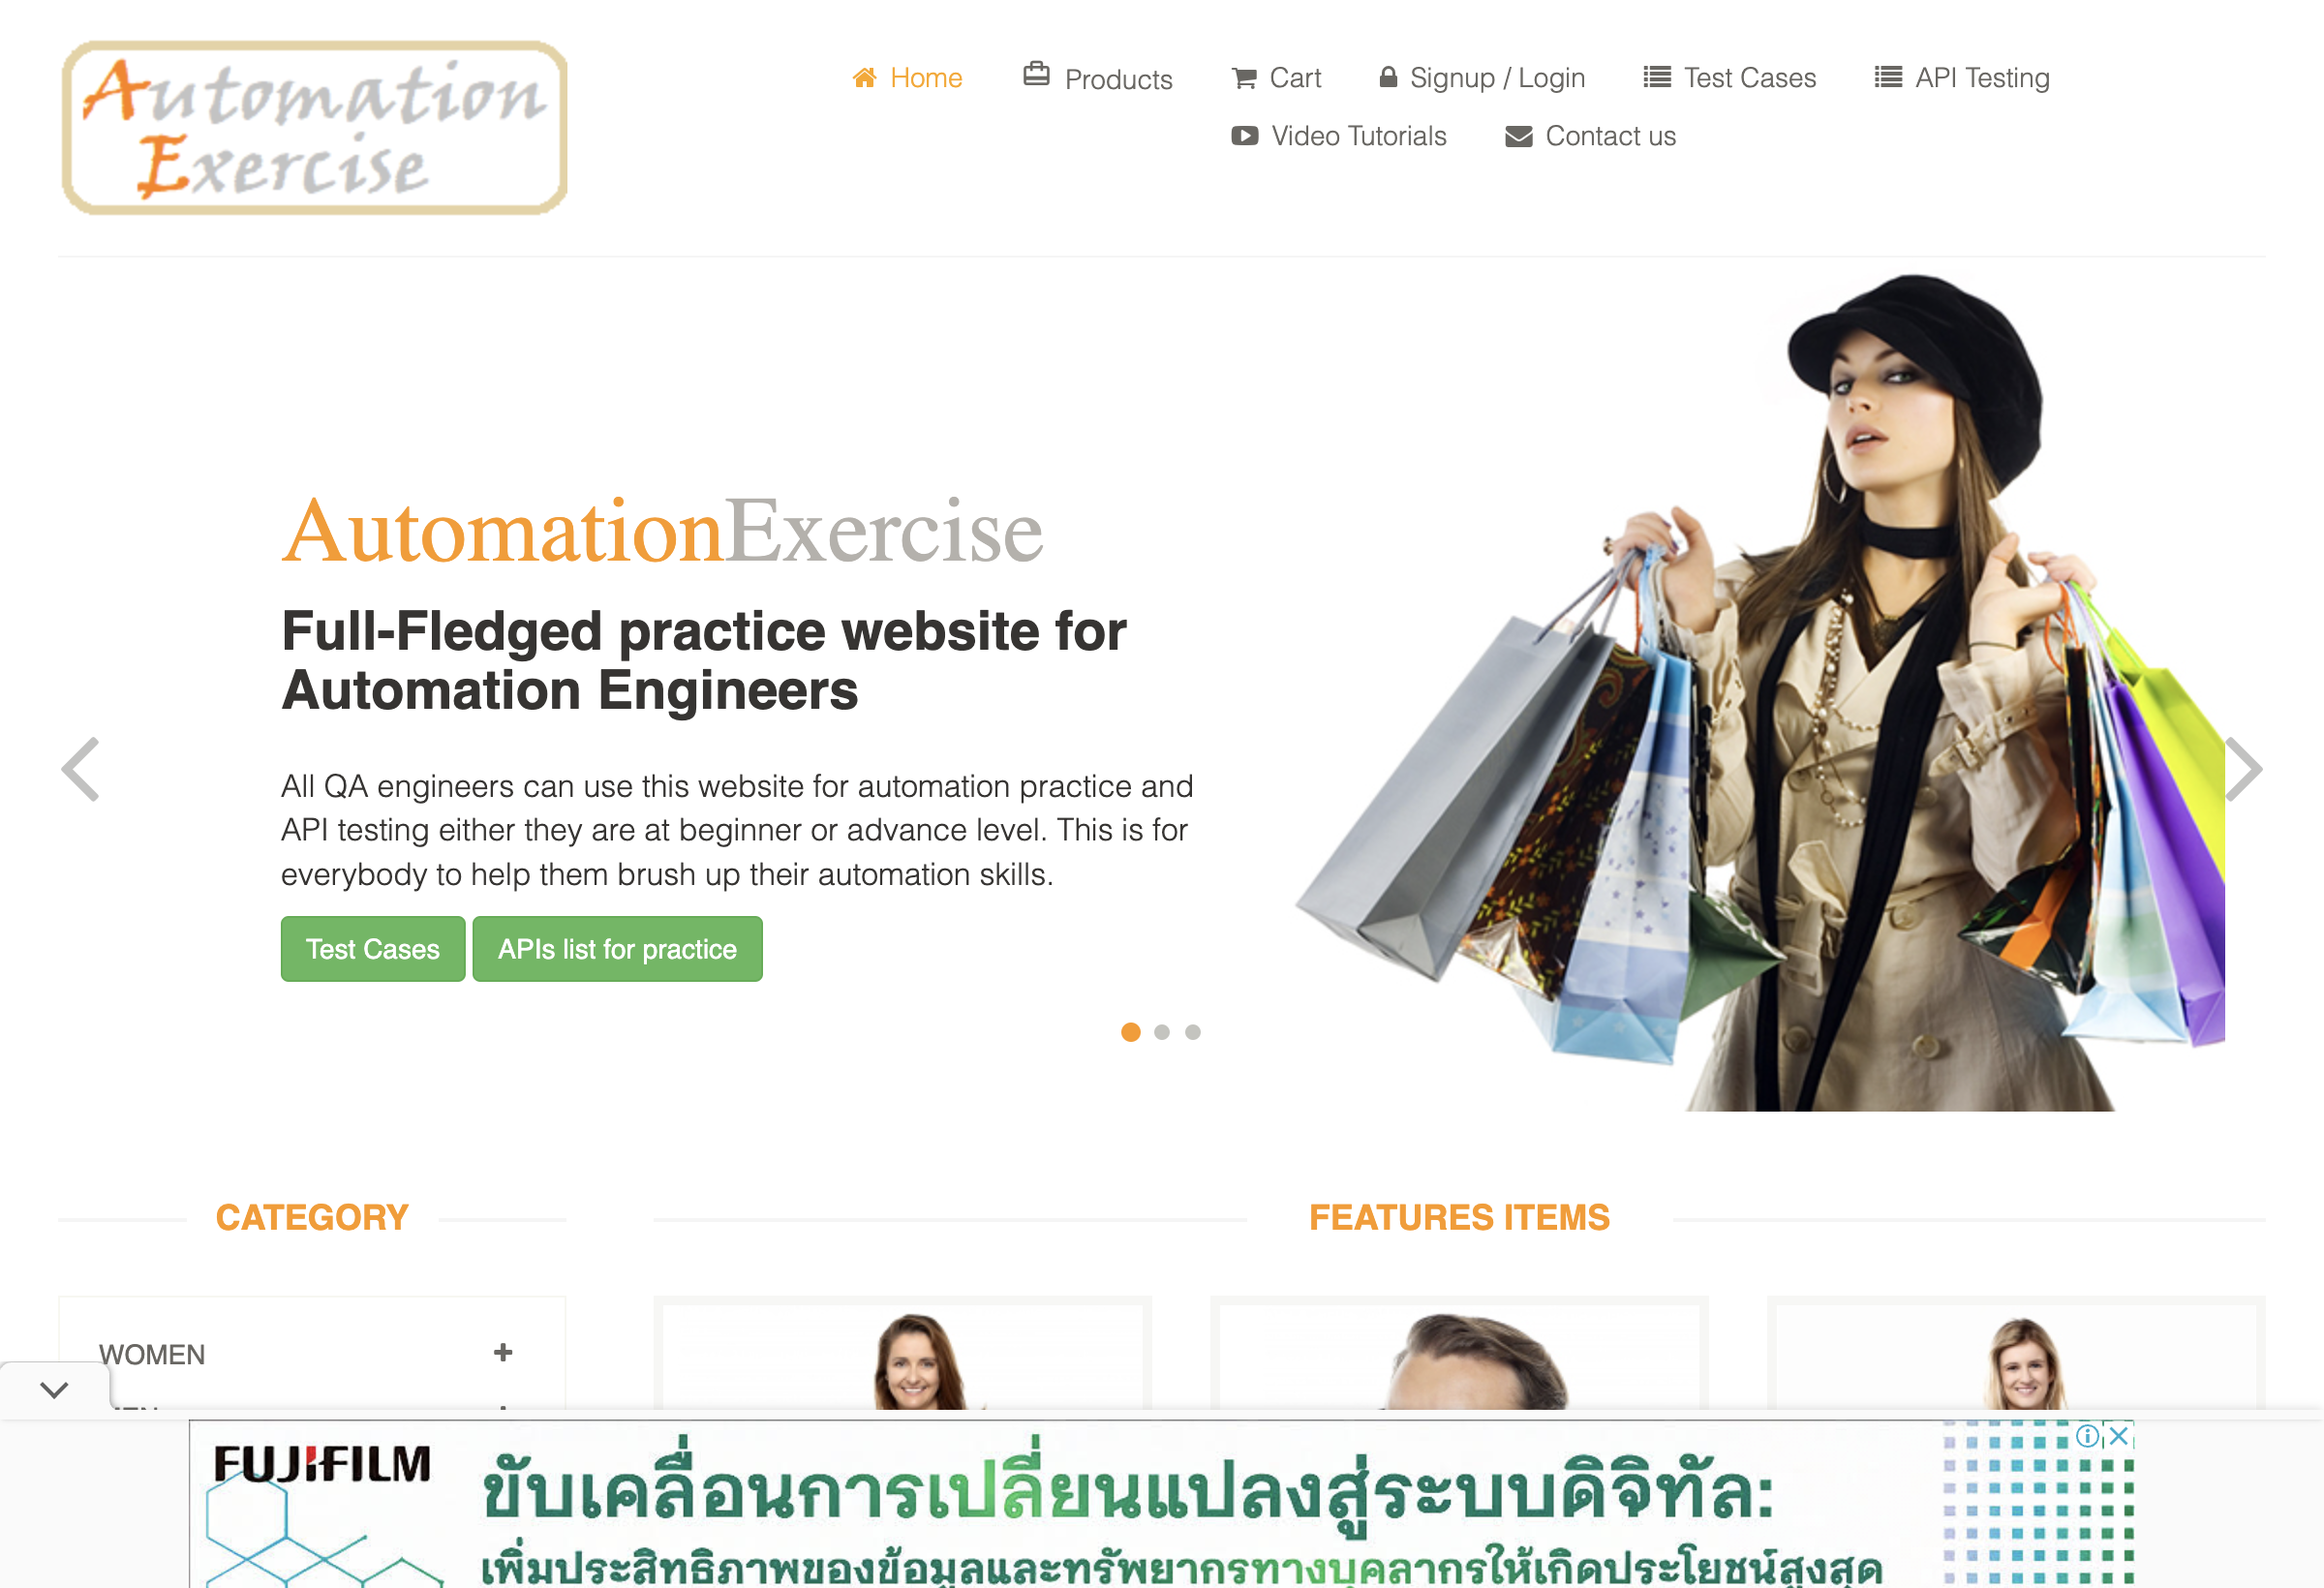 Automation
Exercise
Home Products Cart Signup / Login Test Cases API Testing
Video Tutorials Contact us
AutomationExercise
Full-Fledged practice website for
Automation Engineers
All QA engineers can use this website for automation practice and
API testing either they are at beginner or advance level. This is for
everybody to help them brush up their automation skills.
Test Cases APIs list for practice
CATEGORY
FEATURES ITEMS
WOMEN
FUJIFILM
ขับเคลื่อนการเปลี่ยนแปลงสู่ระบบดิจิทัล:
เพิ่มประสิทธิภาพของข้อมูลและทรัพยากรทางบุคลากรให้เกิดประโยชน์สูงสุด